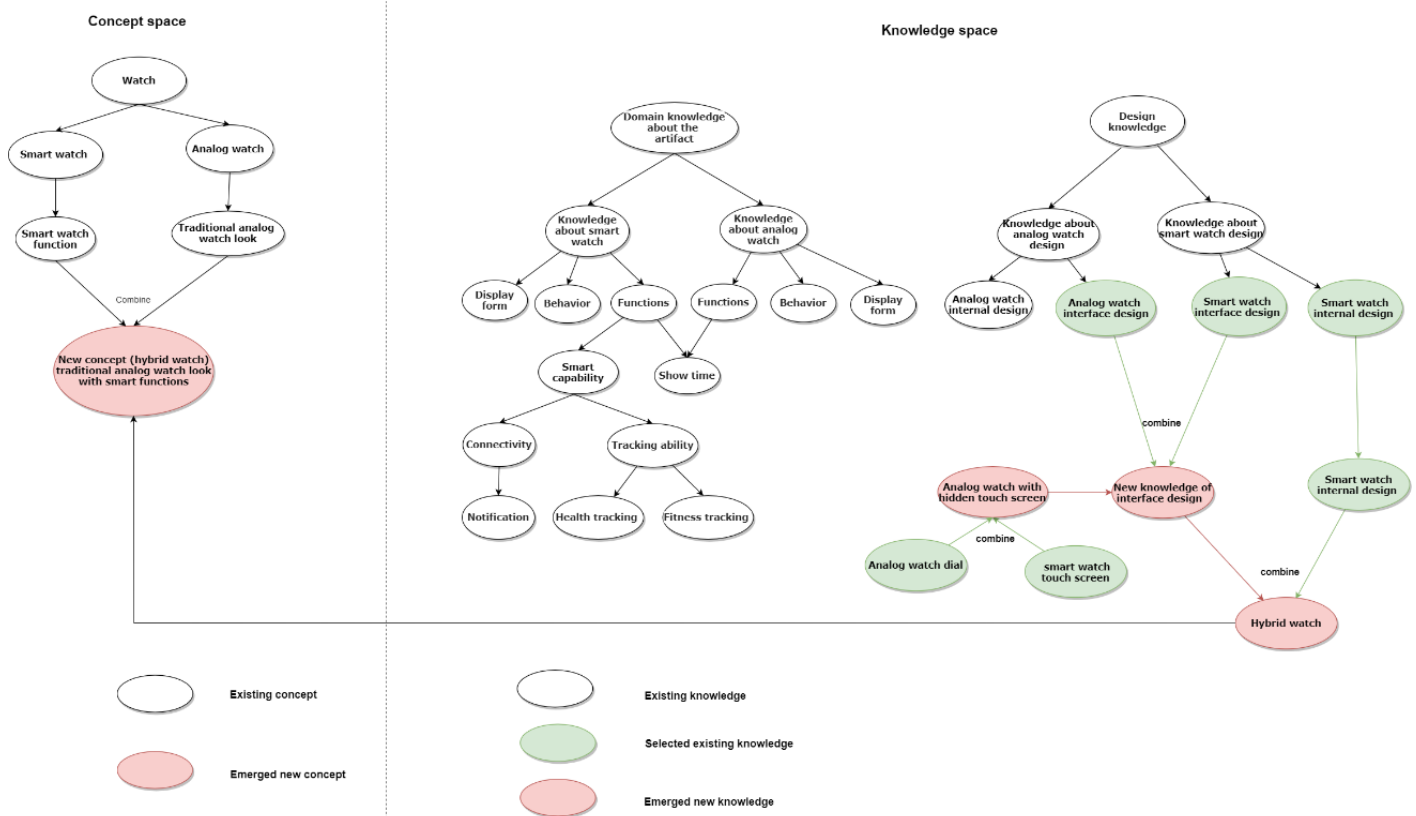 Concept space
Watch
Smart watch
Analog watch
Smart watch
function
Traditional analog
watch look
Combine
New concept (hybrid watch)
traditional analog watch look
with smart functions
Existing concept
Emerged new concept
Knowledge space
Domain knowledge
about the
artifact
Knowledge
about smart
watch
Knowledge
about analog
watch
Display
form
Behavior
Functions
Functions
Behavior
Display
form
Smart
capability
Show time
Connectivity
Tracking ability
Notification
Health tracking
Fitness tracking
Design
knowledge
Knowledge about
analog watch
design
Knowledge about
smart watch design
Analog watch
internal design
Analog watch
interface design
Smart watch
interface design
Smart watch
internal design
combine
Analog watch with
hidden touch screen
New knowledge of
interface design
Smart watch
internal design
combine
Analog watch dial
smart watch
touch screen
combine
Hybrid watch
Existing knowledge
Selected existing knowledge
Emerged new knowledge